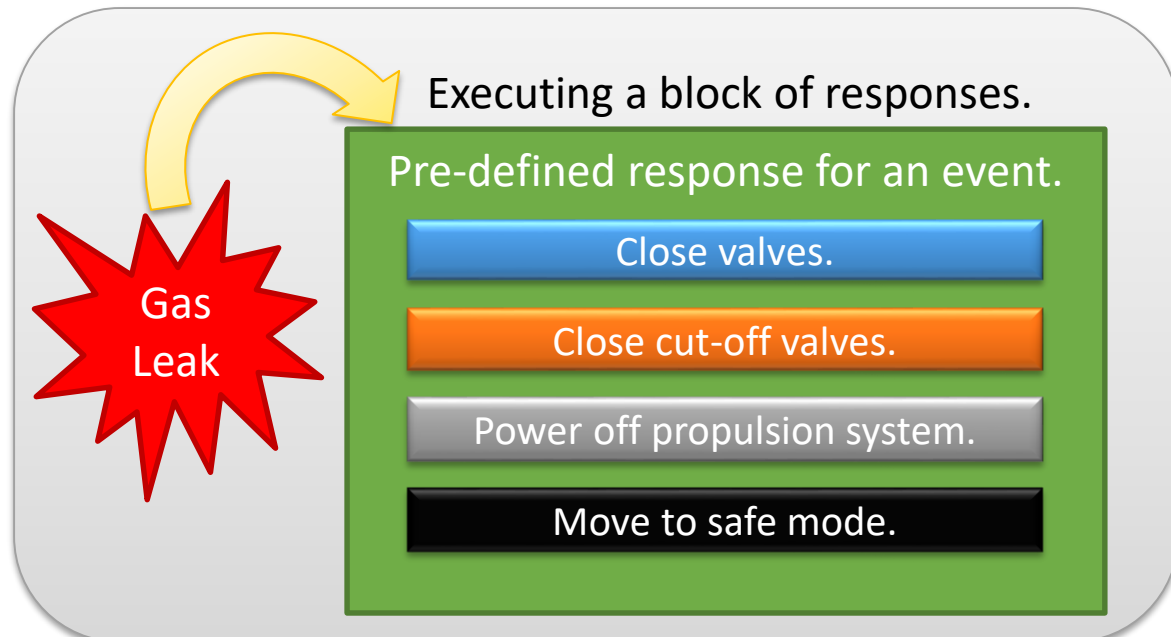 Executing a block of responses.
Pre-defined response for an event.
Gas
Leak
Close valves.
Close cut-off valves.
Power off propulsion system.
Move to safe mode.